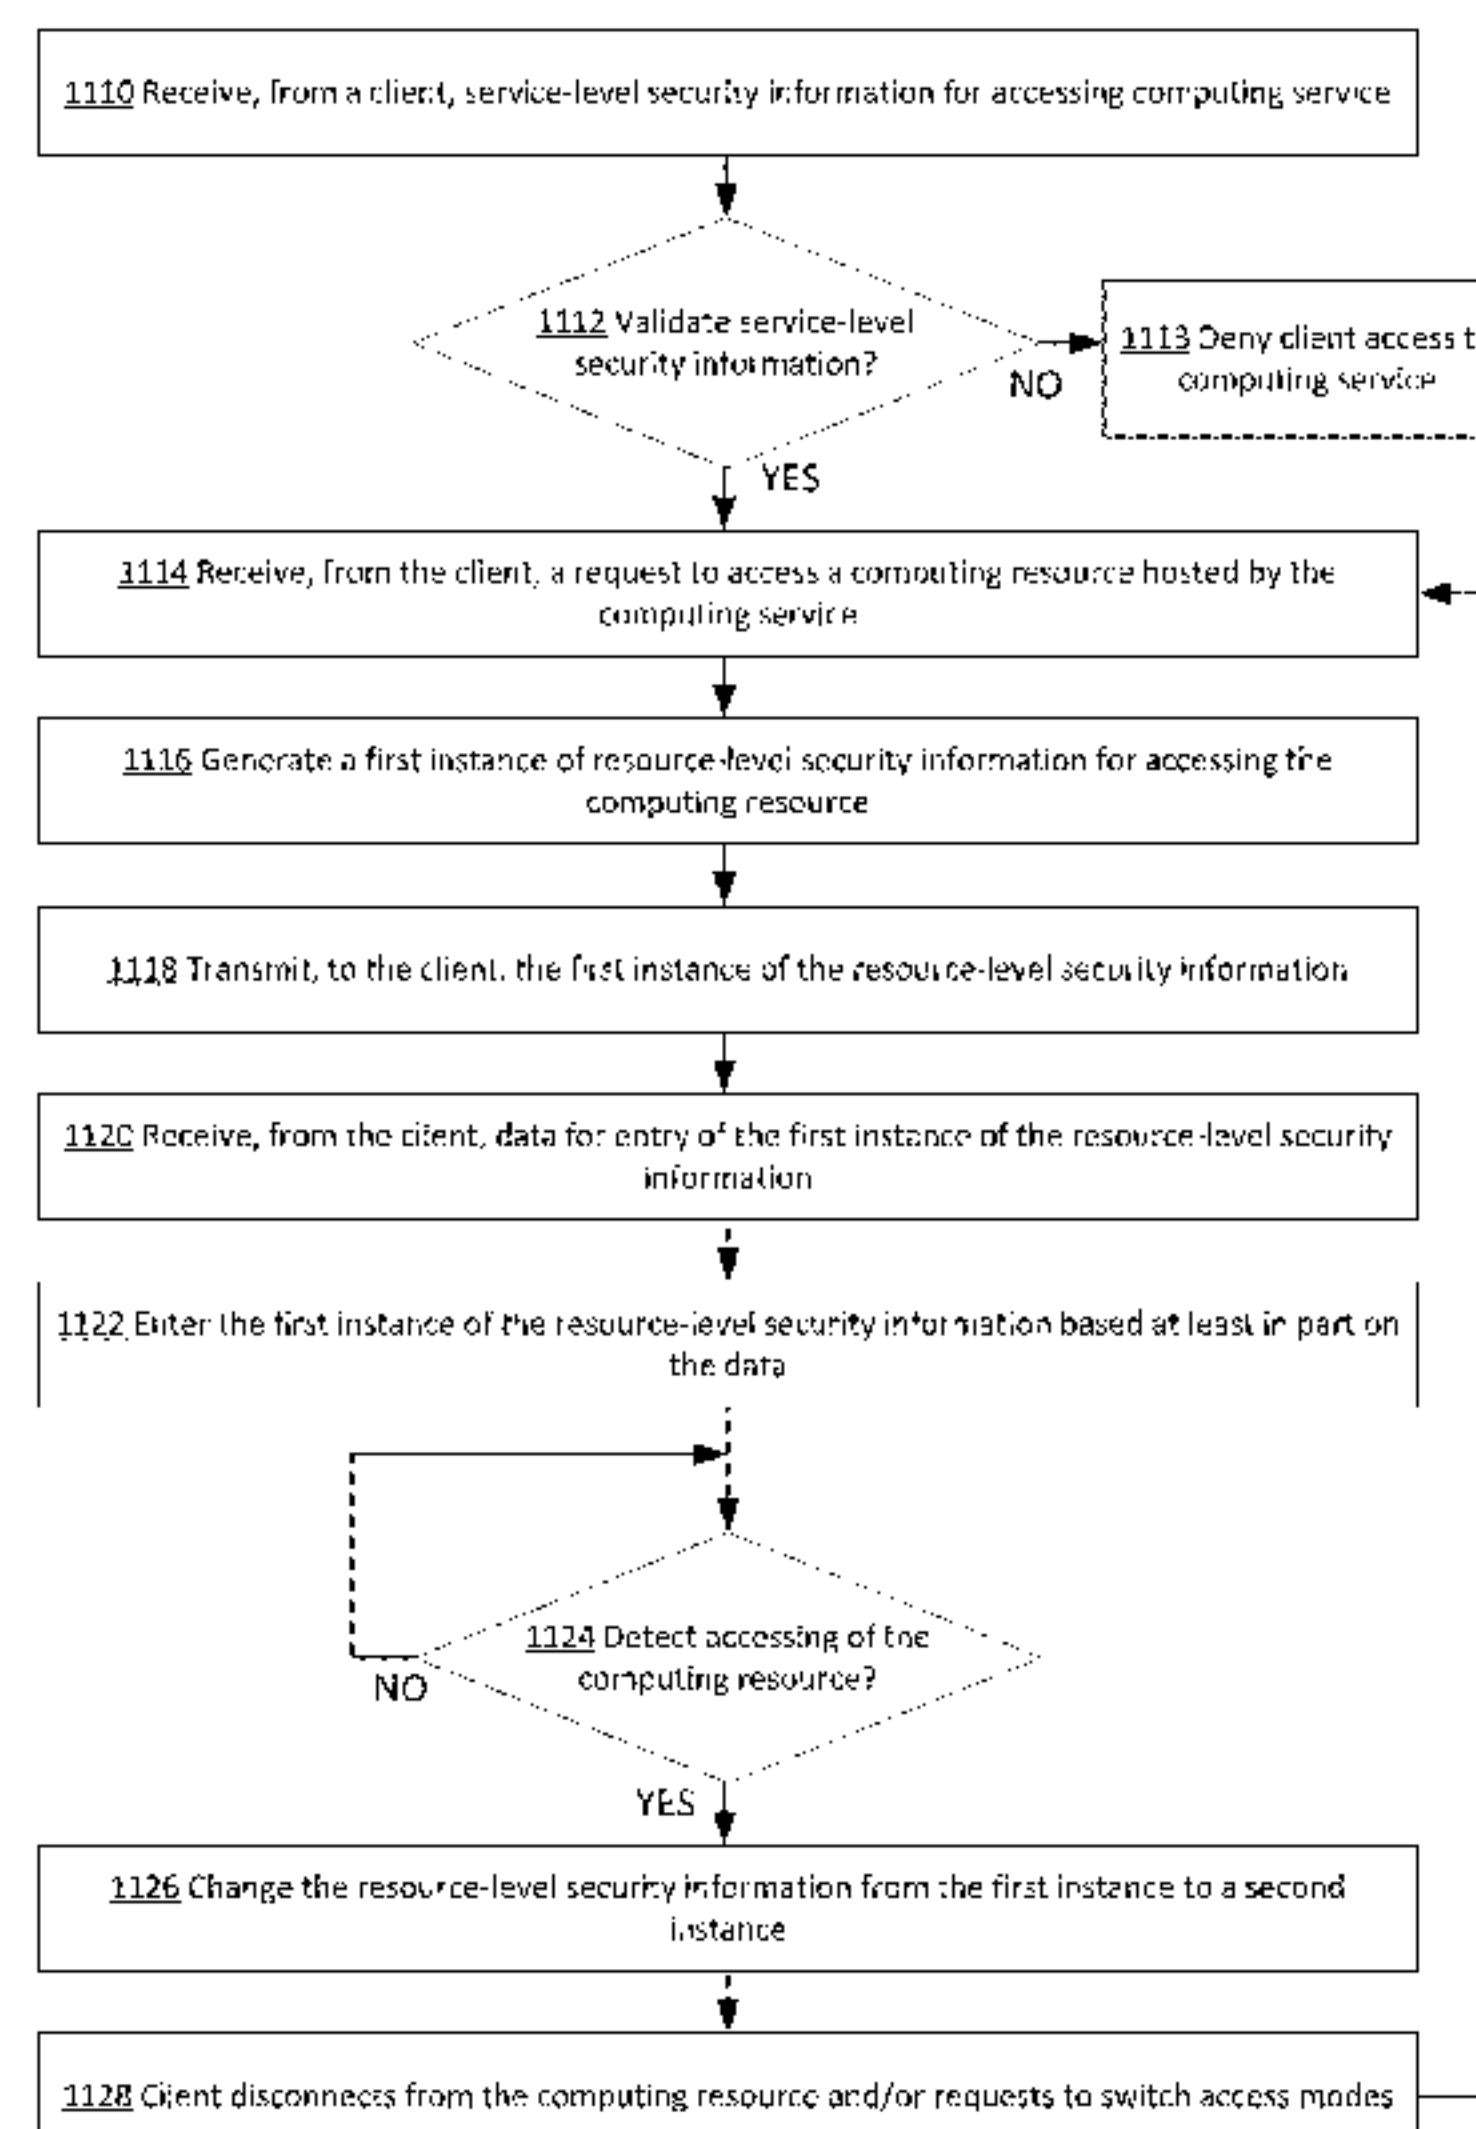 1110 Receive, from a client, service-level security information for accessing computing service
1112 Validate service-level
security information?
NO
1113 Deny client access t
computing service
YES
1114 Receive, from the client, a request to access a computing resource hosted by the
computing service
1116 Generate a first instance of resource-level security information for accessing the
computing resource
1118 Transmit, to the client, the first instance of the resource-level security information
1120 Receive, from the client, data for entry of the first instance of the resource-level security
information
1122 Enter the first instance of the resource-level security information based at least in part on
the data
1124 Detect accessing of the
computing resource?
NO
YES
1126 Change the resource-level security information from the first instance to a second
instance
1128 Client disconnects from the computing resource and/or requests to switch access modes